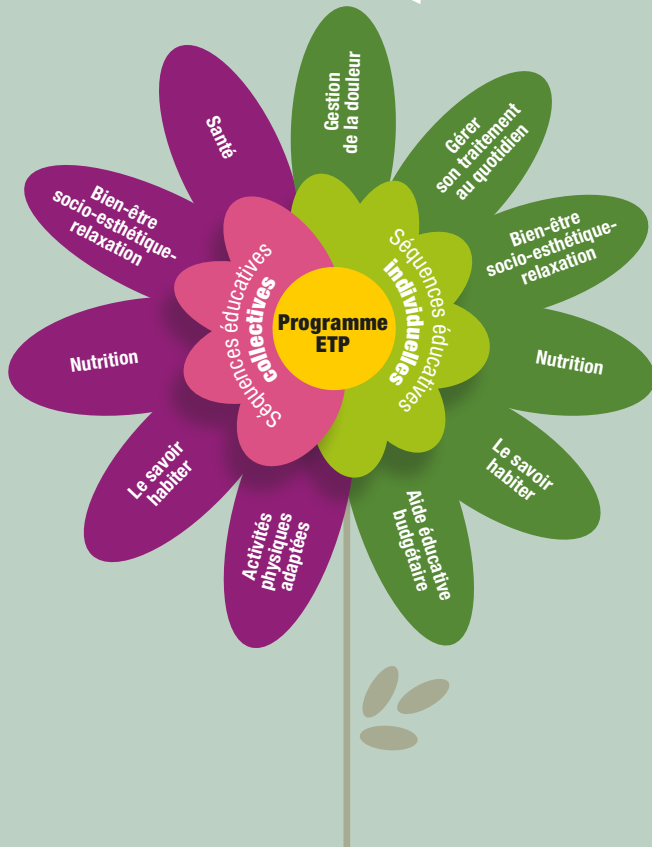 Programme
ETP
Séquences éducatives
collectives
Santé
Bien-être
socio-esthétique-
relaxation
Nutrition
Le savoir
habiter
Activités
physiques
adaptées
Séquences éducatives
individuelles
Gestion
de la douleur
Gérer
son traitement
au quotidien
Bien-être
socio-esthétique-
relaxation
Nutrition
Le savoir
habiter
Aide éducative
budgétaire